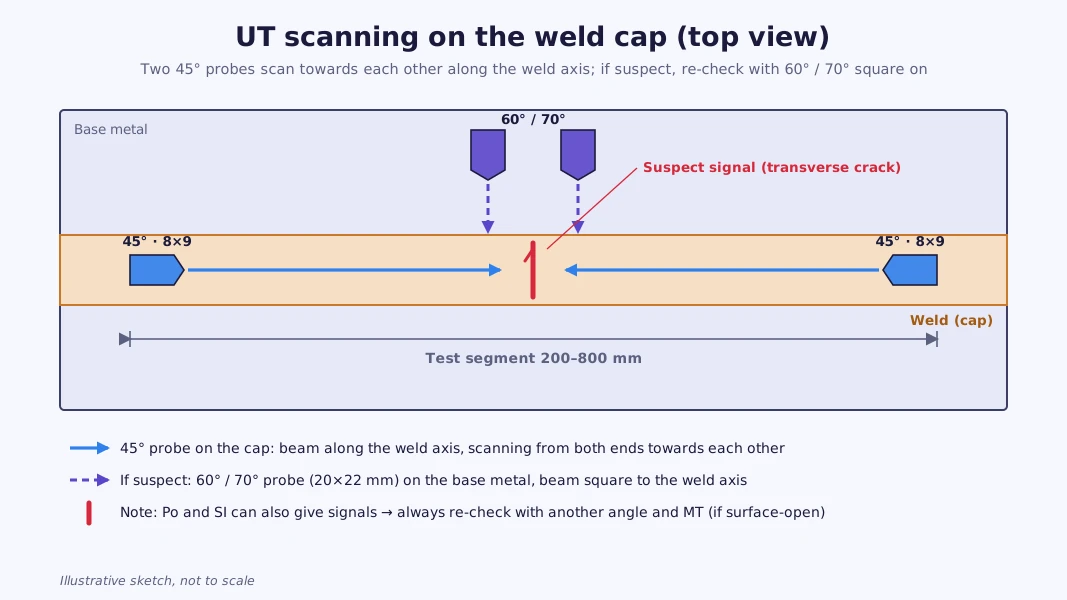 UT scanning on the weld cap (top view)
Two 45° probes scan towards each other along the weld axis; if suspect, re-check with 60° / 70° square on
60° / 70°
Base metal
Suspect signal (transverse crack)
45° · 8×9
45° · 8×9
Weld (cap)
Test segment 200–800 mm
45° probe on the cap: beam along the weld axis, scanning from both ends towards each other
If suspect: 60° / 70° probe (20×22 mm) on the base metal, beam square to the weld axis
Note: Po and SI can also give signals → always re-check with another angle and MT (if surface-open)
Illustrative sketch, not to scale